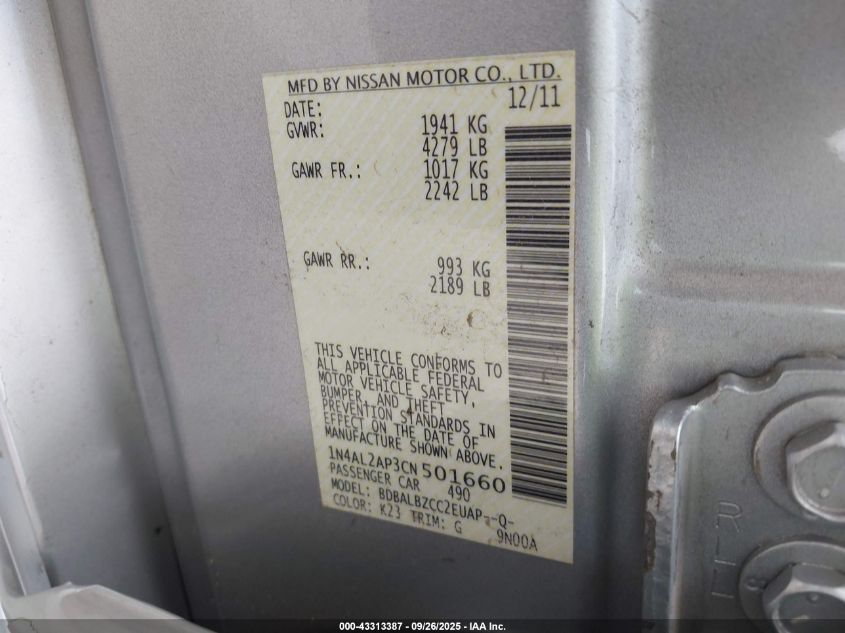 MFD BY NISSAN MOTOR CO., LTD.
DATE: 12/11
GVWR: 1941 KG
4279 LB
GAWR FR.: 1017 KG
2242 LB
GAWR RR.: 993 KG
2189 LB
THIS VEHICLE CONFORMS TO
ALL APPLICABLE FEDERAL
MOTOR VEHICLE SAFETY,
BUMPER, AND THEFT
PREVENTION STANDARDS IN
EFFECT ON THE DATE OF
MANUFACTURE SHOWN ABOVE.
1N4AL2AP3CN501660
PASSENGER CAR 490
MODEL: BDBALBZCC2EUAP--Q-
COLOR: K23 TRIM: G 9N00A
000-43313387 - 09/26/2025 - IAA Inc.